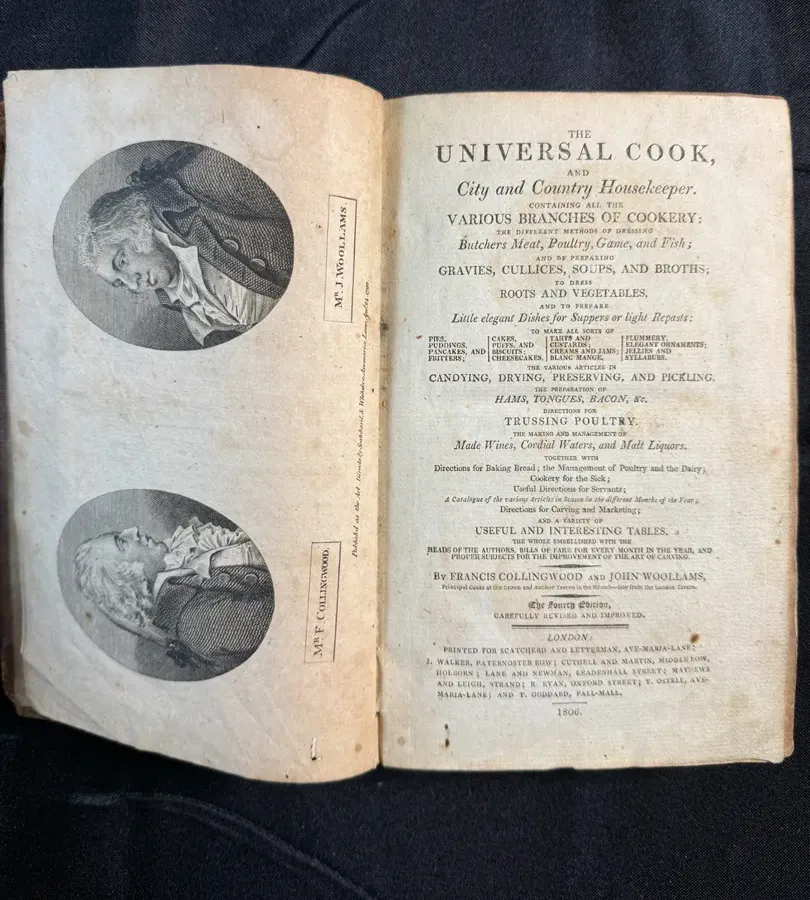 Mr. J. WOOLLAMS.
Mr. F. COLLINGWOOD.
Published as the Act Directs by Scatcherd & Whitaker, Ave Maria Lane,
THE
UNIVERSAL COOK,
AND
City and Country Housekeeper.
CONTAINING ALL THE
VARIOUS BRANCHES OF COOKERY:
THE DIFFERENT METHODS OF DRESSING
Butchers Meat, Poultry, Game, and Fish;
AND OF PREPARING
GRAVIES, CULLICES, SOUPS, AND BROTHS;
TO DRESS
ROOTS AND VEGETABLES,
AND TO PREPARE
Little elegant Dishes for Suppers or light Repasts:
TO MAKE ALL SORTS OF
PIES, CAKES, TARTS AND FLUMMERY,
PUDDINGS, PUFFS, AND CUSTARDS; ELEGANT ORNAMENTS;
PANCAKES, AND BISCUITS; CREAMS AND JAMS; JELLIES AND
FRITTERS; CHEESECAKES, BLANC MANGE, SYLLABUBS.
THE VARIOUS ARTICLES IN
CANDYING, DRYING, PRESERVING, AND PICKLING.
THE PREPARATION OF
HAMS, TONGUES, BACON, &c.
DIRECTIONS FOR
TRUSSING POULTRY.
THE MAKING AND MANAGEMENT OF
Made Wines, Cordial Waters, and Malt Liquors.
TOGETHER WITH
Directions for Baking Bread; the Management of Poultry and the Dairy;
Cookery for the Sick;
Useful Directions for Servants;
A Catalogue of the various Articles in Season in the different Months of the Year;
Directions for Carving and Marketing;
AND A VARIETY OF
USEFUL AND INTERESTING TABLES.
THE WHOLE EMBELLISHED WITH THE
HEADS OF THE AUTHORS, BILLS OF FARE FOR EVERY MONTH IN THE YEAR, AND
PROPER SUBJECTS FOR THE IMPROVEMENT OF THE ART OF CARVING.
BY FRANCIS COLLINGWOOD AND JOHN WOOLLAMS,
Principal Cooks at the Crown and Anchor Tavern in the Strand—late from the London Tavern.
The Fourth Edition,
CAREFULLY REVISED AND IMPROVED.
LONDON:
PRINTED FOR SCATCHERD AND LETTERMAN, AVE-MARIA-LANE;
J. WALKER, PATERNOSTER ROW; CUTHELL AND MARTIN, MIDDLE ROW,
HOLBORN; LANE AND NEWMAN, LEADENHALL STREET; MATHEWS
AND LEIGH, STRAND; R. RYAN, OXFORD STREET; T. OSTELL, AVE-
MARIA-LANE; AND T. GODDARD, PALL-MALL.
1806.